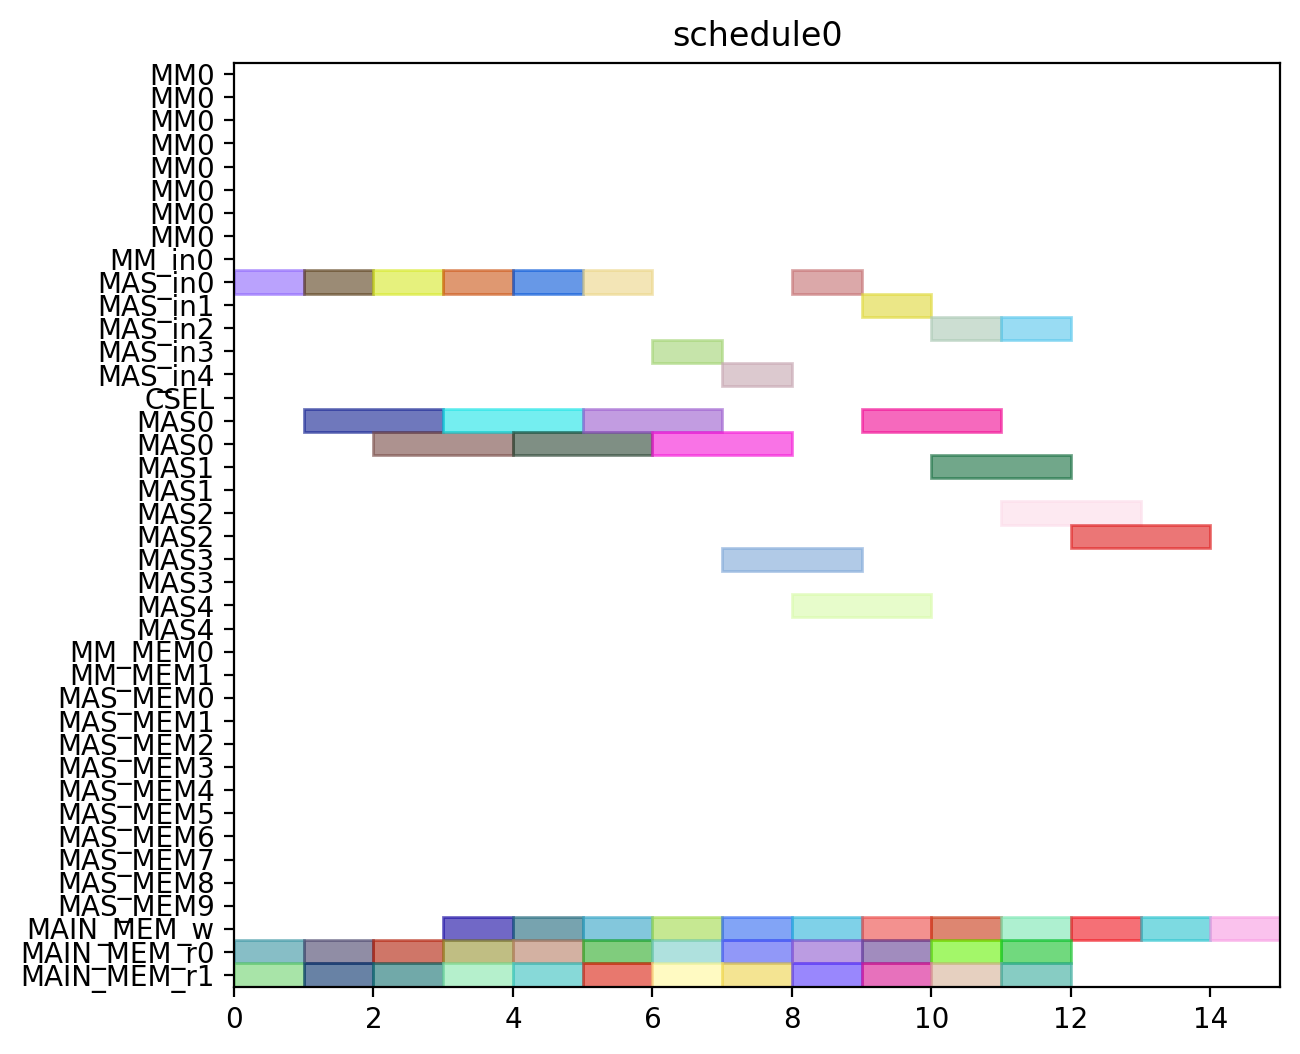 schedule0
MM0
MM0
MM0
MM0
MM0
MM0
MM0
MM0
MM_in0
MAS_in0
MAS_in1
MAS_in2
MAS_in3
MAS_in4
CSEL
MAS0
MAS0
MAS1
MAS1
MAS2
MAS2
MAS3
MAS3
MAS4
MAS4
MM_MEM0
MM_MEM1
MAS_MEM0
MAS_MEM1
MAS_MEM2
MAS_MEM3
MAS_MEM4
MAS_MEM5
MAS_MEM6
MAS_MEM7
MAS_MEM8
MAS_MEM9
MAIN_MEM_w
MAIN_MEM_r0
MAIN_MEM_r1
0 2 4 6 8 10 12 14